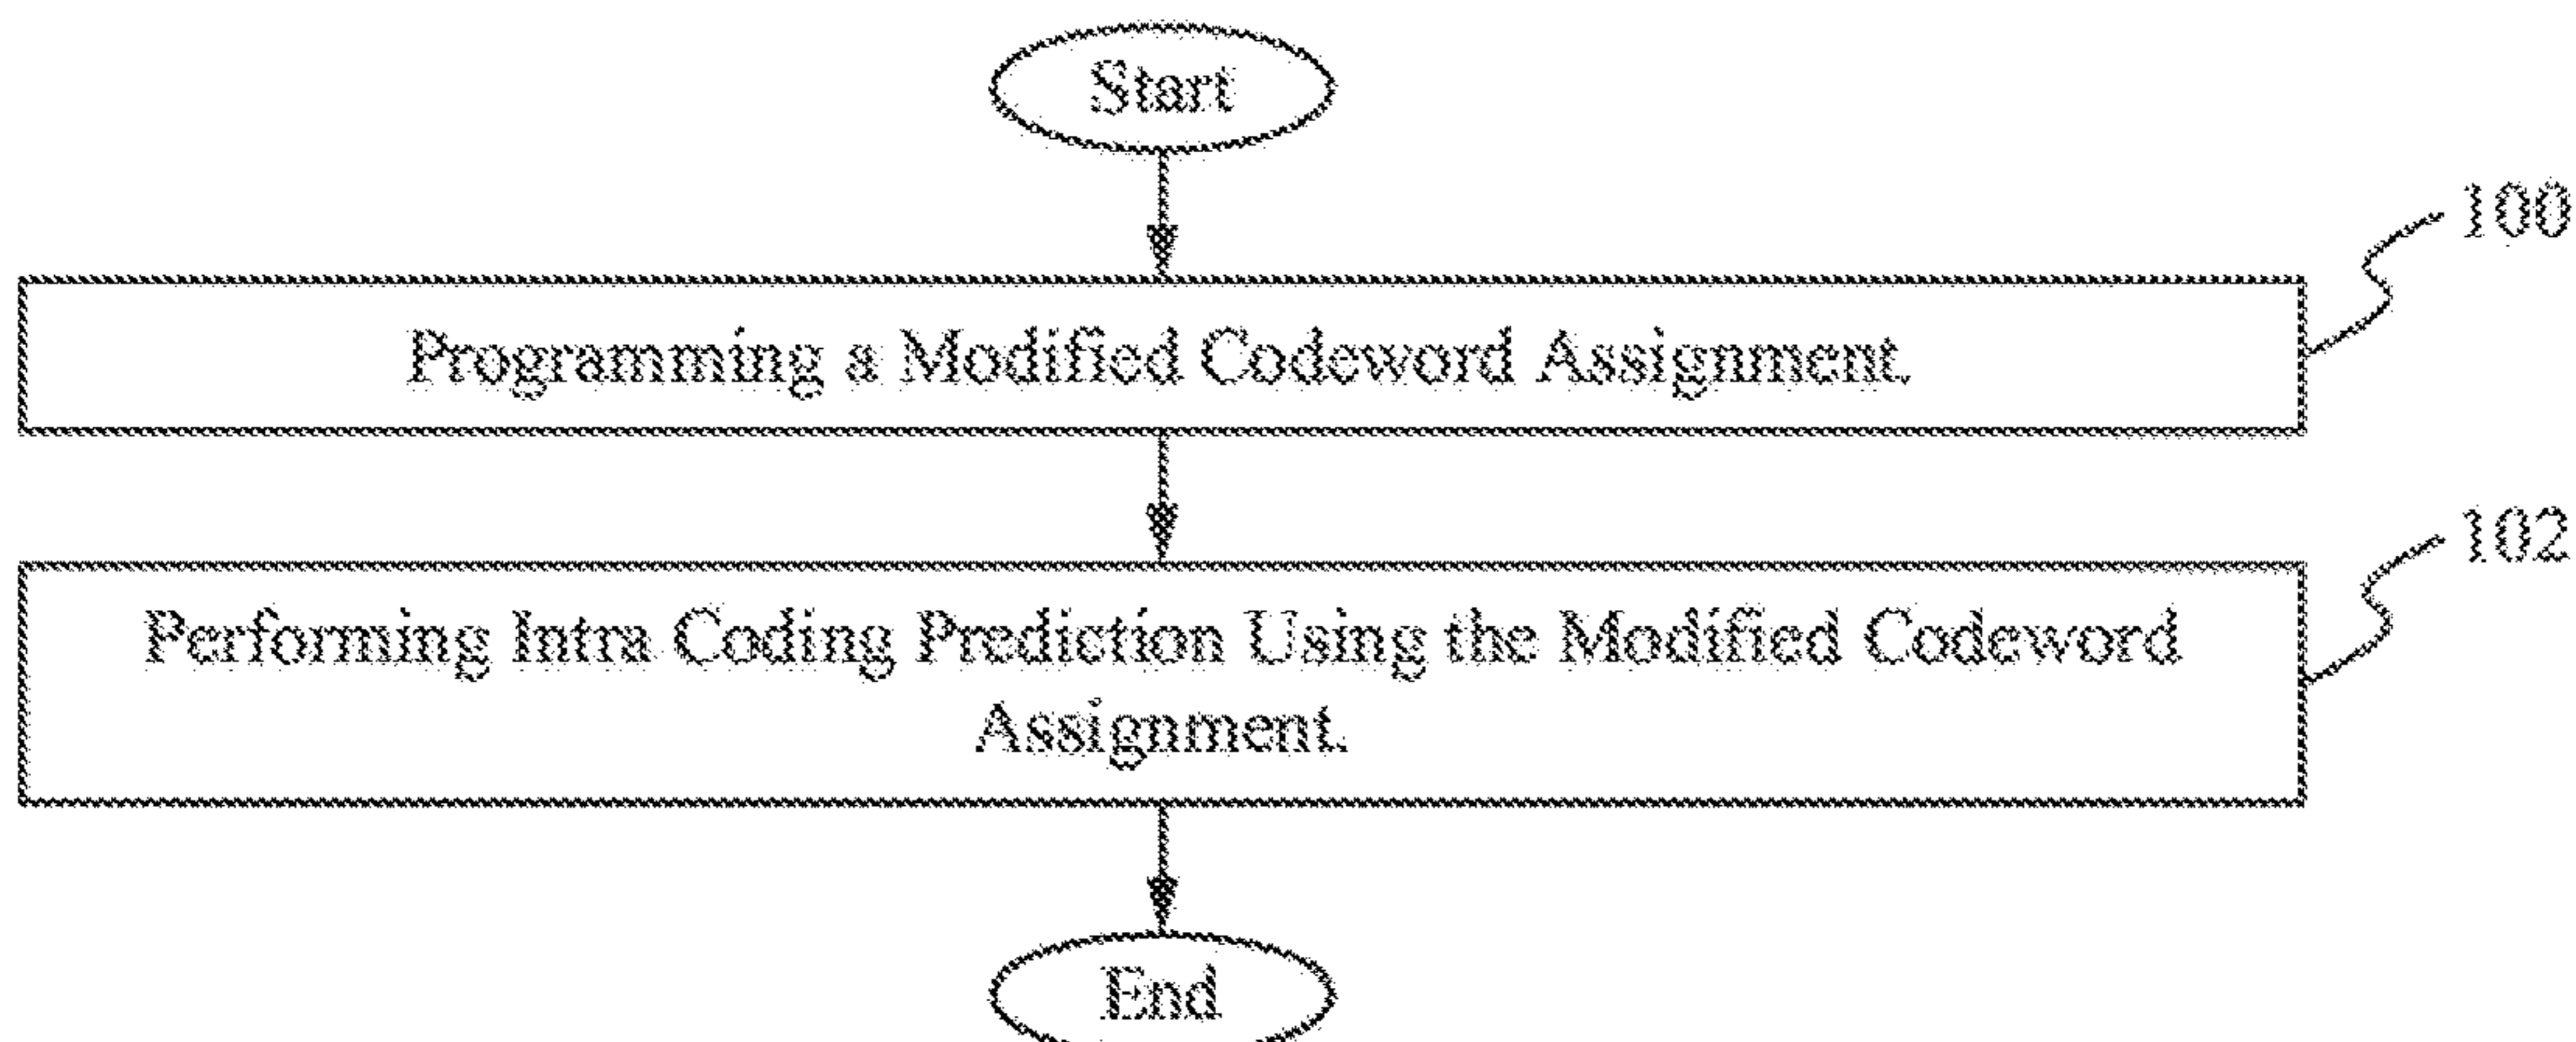 Start
100
Programming a Modified Codeword Assignment.
102
Performing Intra Coding Prediction Using the Modified Codeword
Assignment.
End